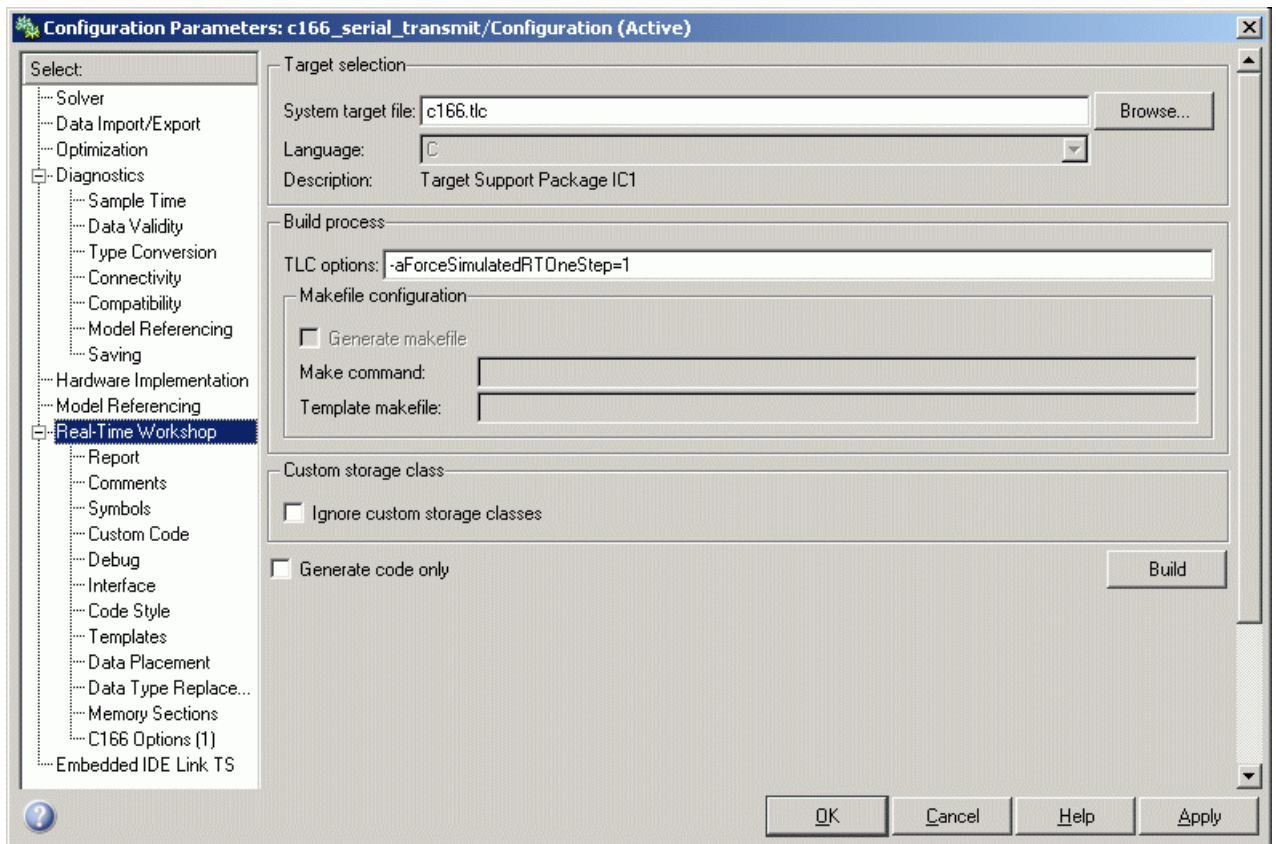 Configuration Parameters: c166_serial_transmit/Configuration (Active)
Select:
Solver
Data Import/Export
Optimization
Diagnostics
Sample Time
Data Validity
Type Conversion
Connectivity
Compatibility
Model Referencing
Saving
Hardware Implementation
Model Referencing
Real-Time Workshop
Report
Comments
Symbols
Custom Code
Debug
Interface
Code Style
Templates
Data Placement
Data Type Replace...
Memory Sections
C166 Options (1)
Embedded IDE Link TS
Target selection
System target file: c166.tlc Browse...
Language: C
Description: Target Support Package IC1
Build process
TLC options: -aForceSimulatedRTOneStep=1
Makefile configuration
Generate makefile
Make command:
Template makefile:
Custom storage class
Ignore custom storage classes
Generate code only Build
? OK Cancel Help Apply